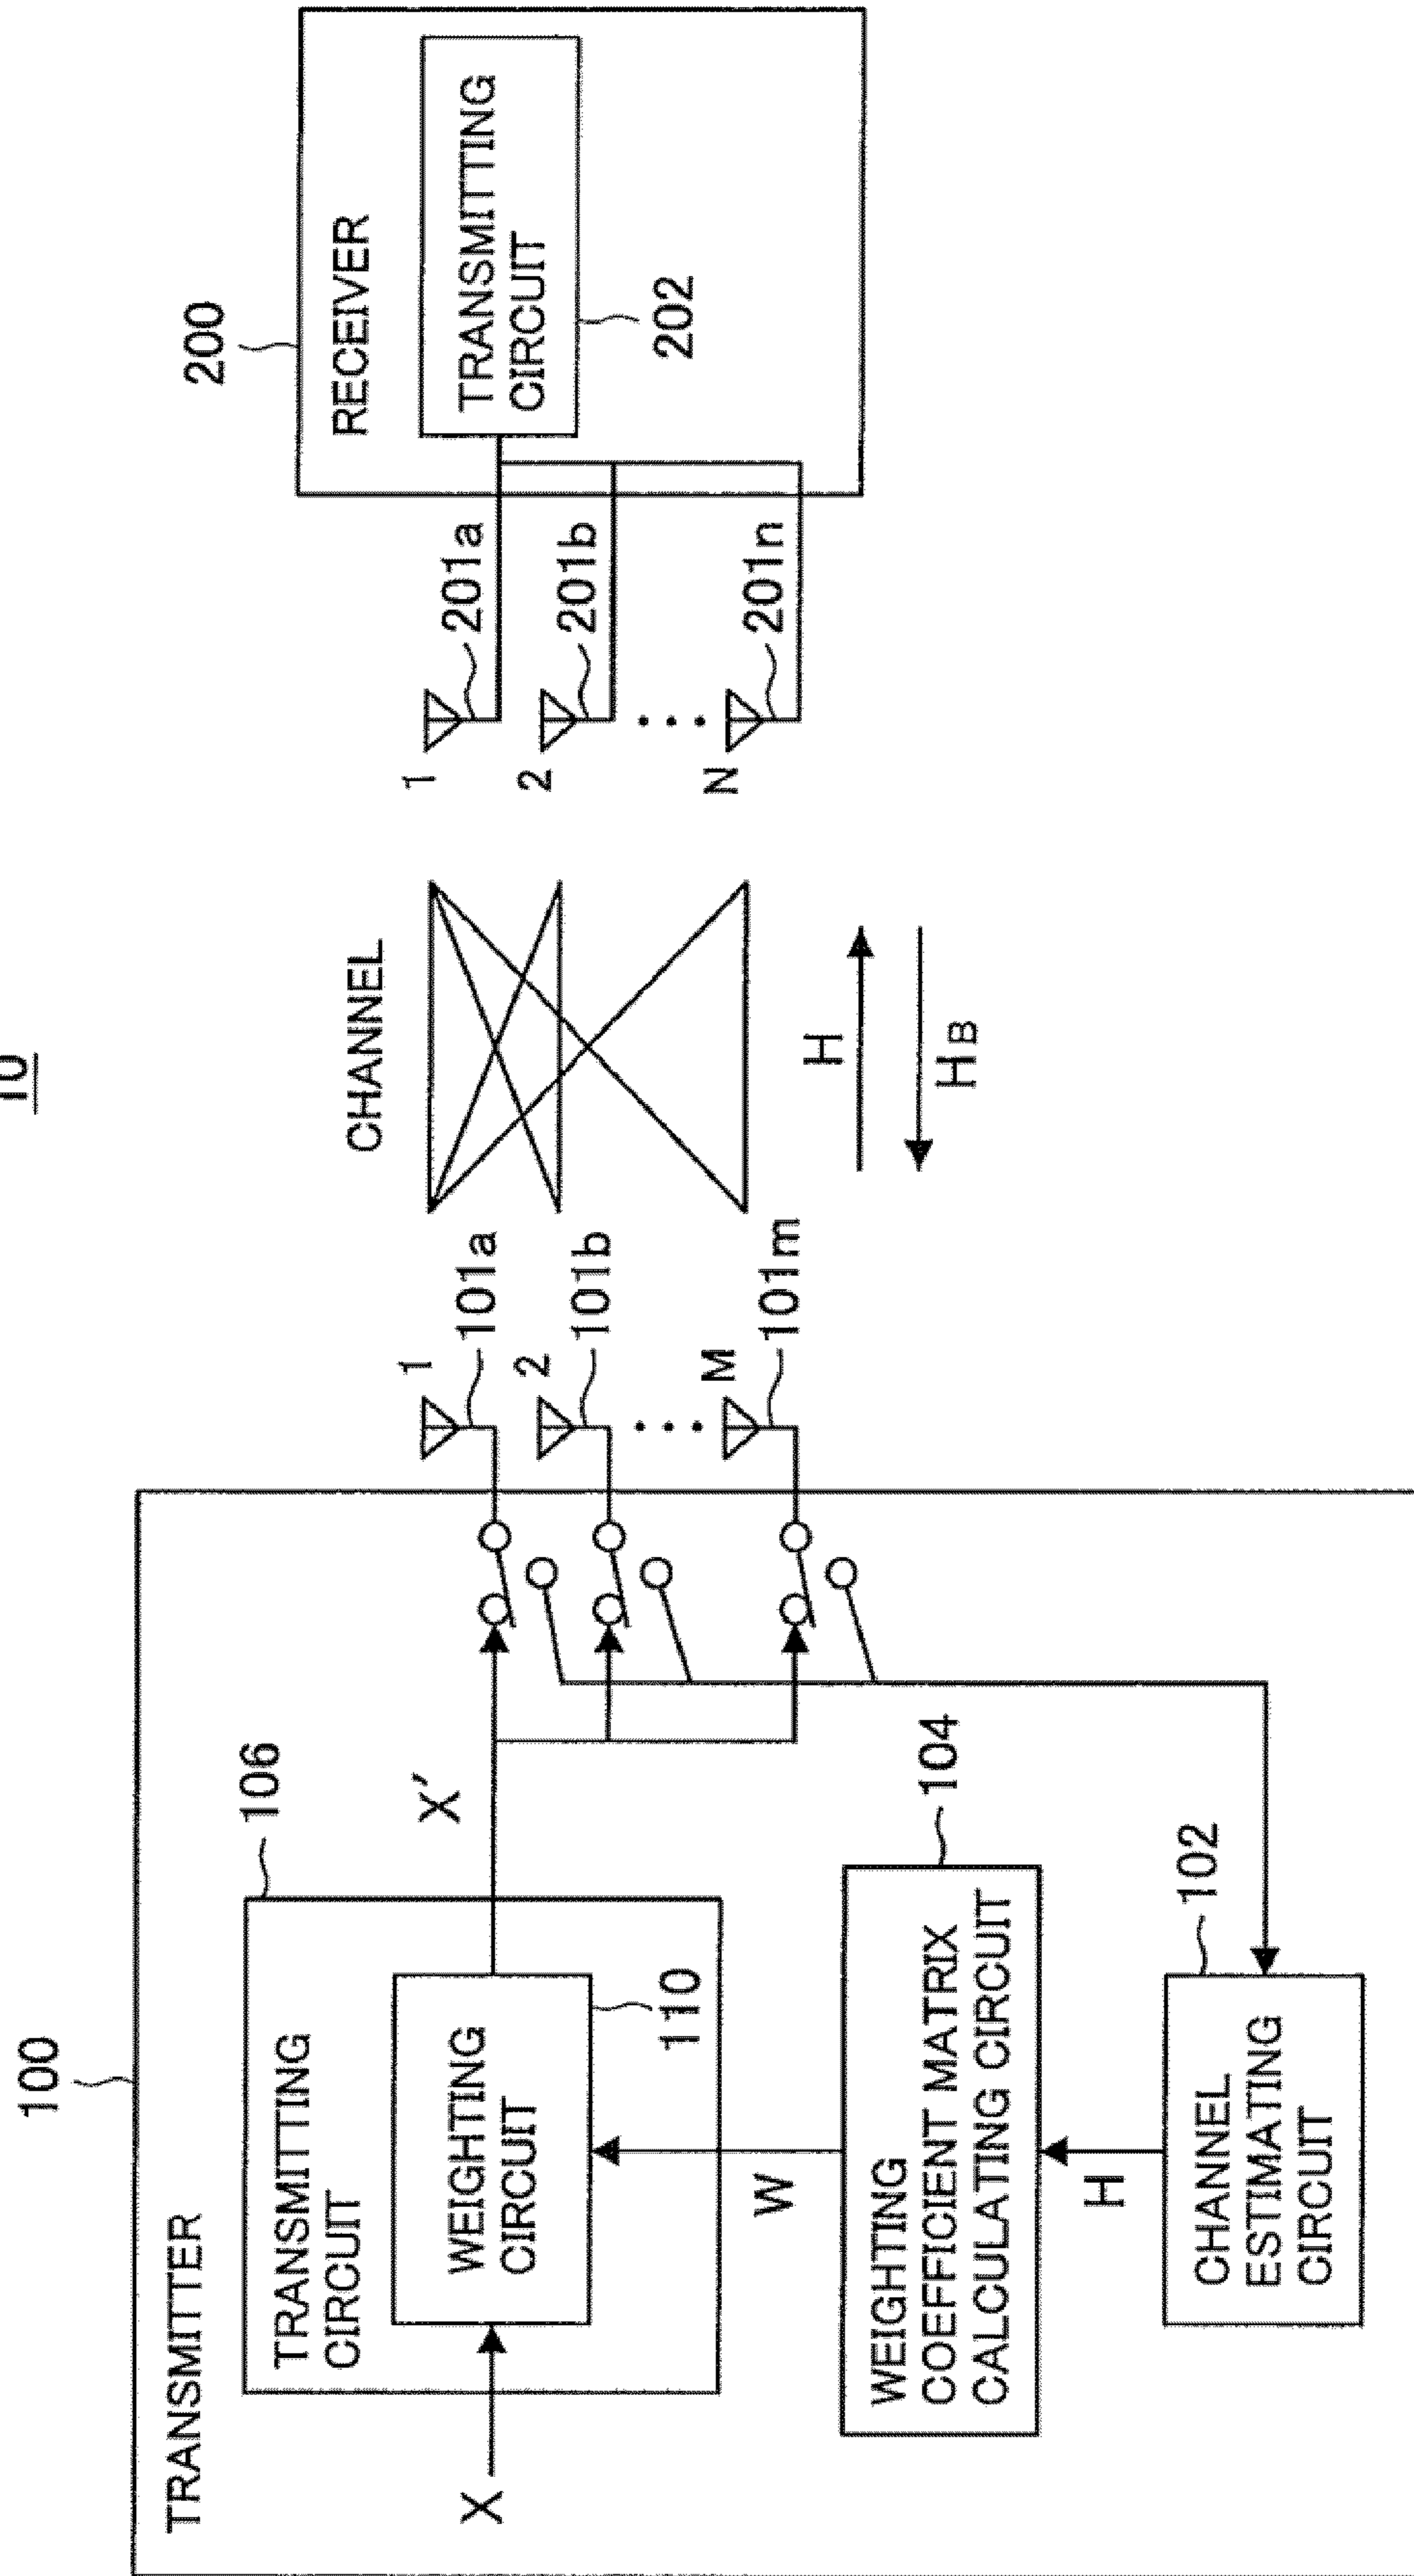 10
100
TRANSMITTER
TRANSMITTING
CIRCUIT
106
WEIGHTING
CIRCUIT
110
X
X'
W
WEIGHTING
COEFFICIENT MATRIX
CALCULATING CIRCUIT
104
H
CHANNEL
ESTIMATING
CIRCUIT
102
1
101a
2
101b
M
101m
CHANNEL
H
HB
1
201a
2
201b
N
201n
200
RECEIVER
TRANSMITTING
CIRCUIT
202